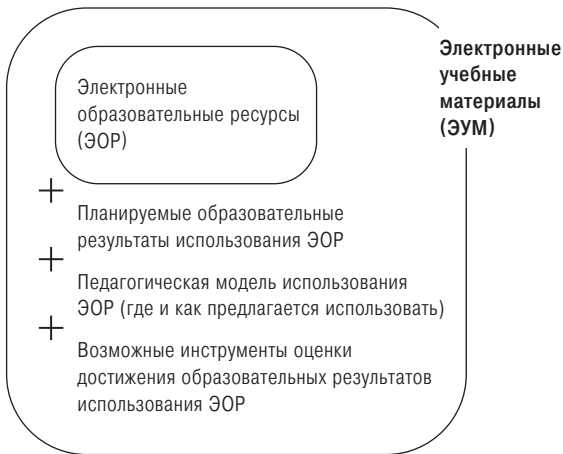 Электронные
учебные
материалы
(ЭУМ)
Электронные
образовательные ресурсы
(ЭОР)
+
Планируемые образовательные
результаты использования ЭОР
+
Педагогическая модель использования
ЭОР (где и как предлагается использовать)
+
Возможные инструменты оценки
достижения образовательных результатов
использования ЭОР